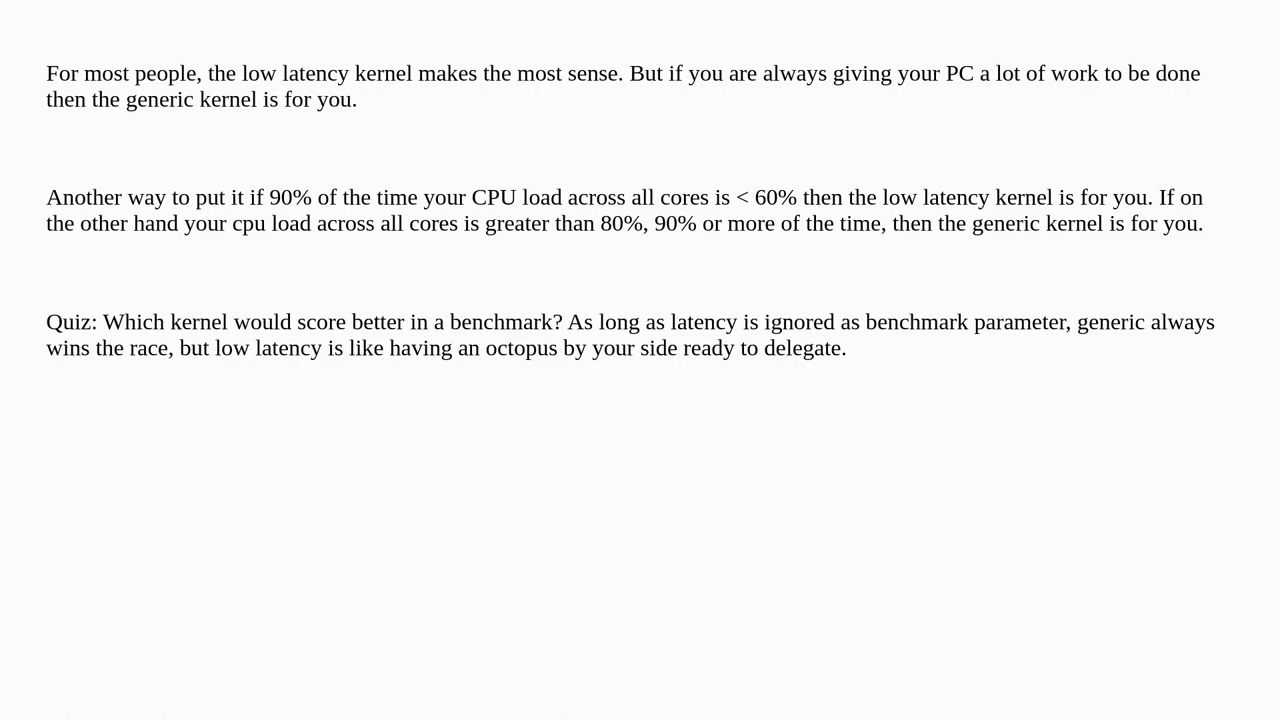 For most people, the low latency kernel makes the most sense. But if you are always giving your PC a lot of work to be done
then the generic kernel is for you.
Another way to put it if 90% of the time your CPU load across all cores is < 60% then the low latency kernel is for you. If on
the other hand your cpu load across all cores is greater than 80%, 90% or more of the time, then the generic kernel is for you.
Quiz: Which kernel would score better in a benchmark? As long as latency is ignored as benchmark parameter, generic always
wins the race, but low latency is like having an octopus by your side ready to delegate.